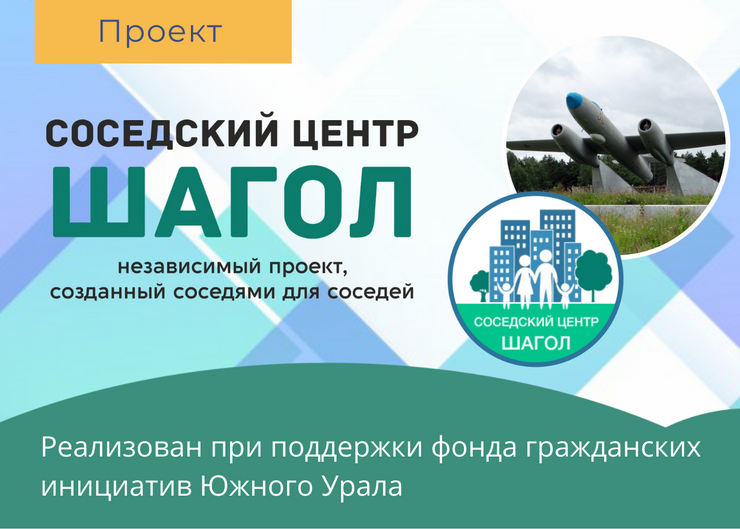 Проект
СОСЕДСКИЙ ЦЕНТР
ШАГОЛ
независимый проект,
созданный соседями для соседей
СОСЕДСКИЙ ЦЕНТР
ШАГОЛ
Реализован при поддержки фонда гражданских
инициатив Южного Урала